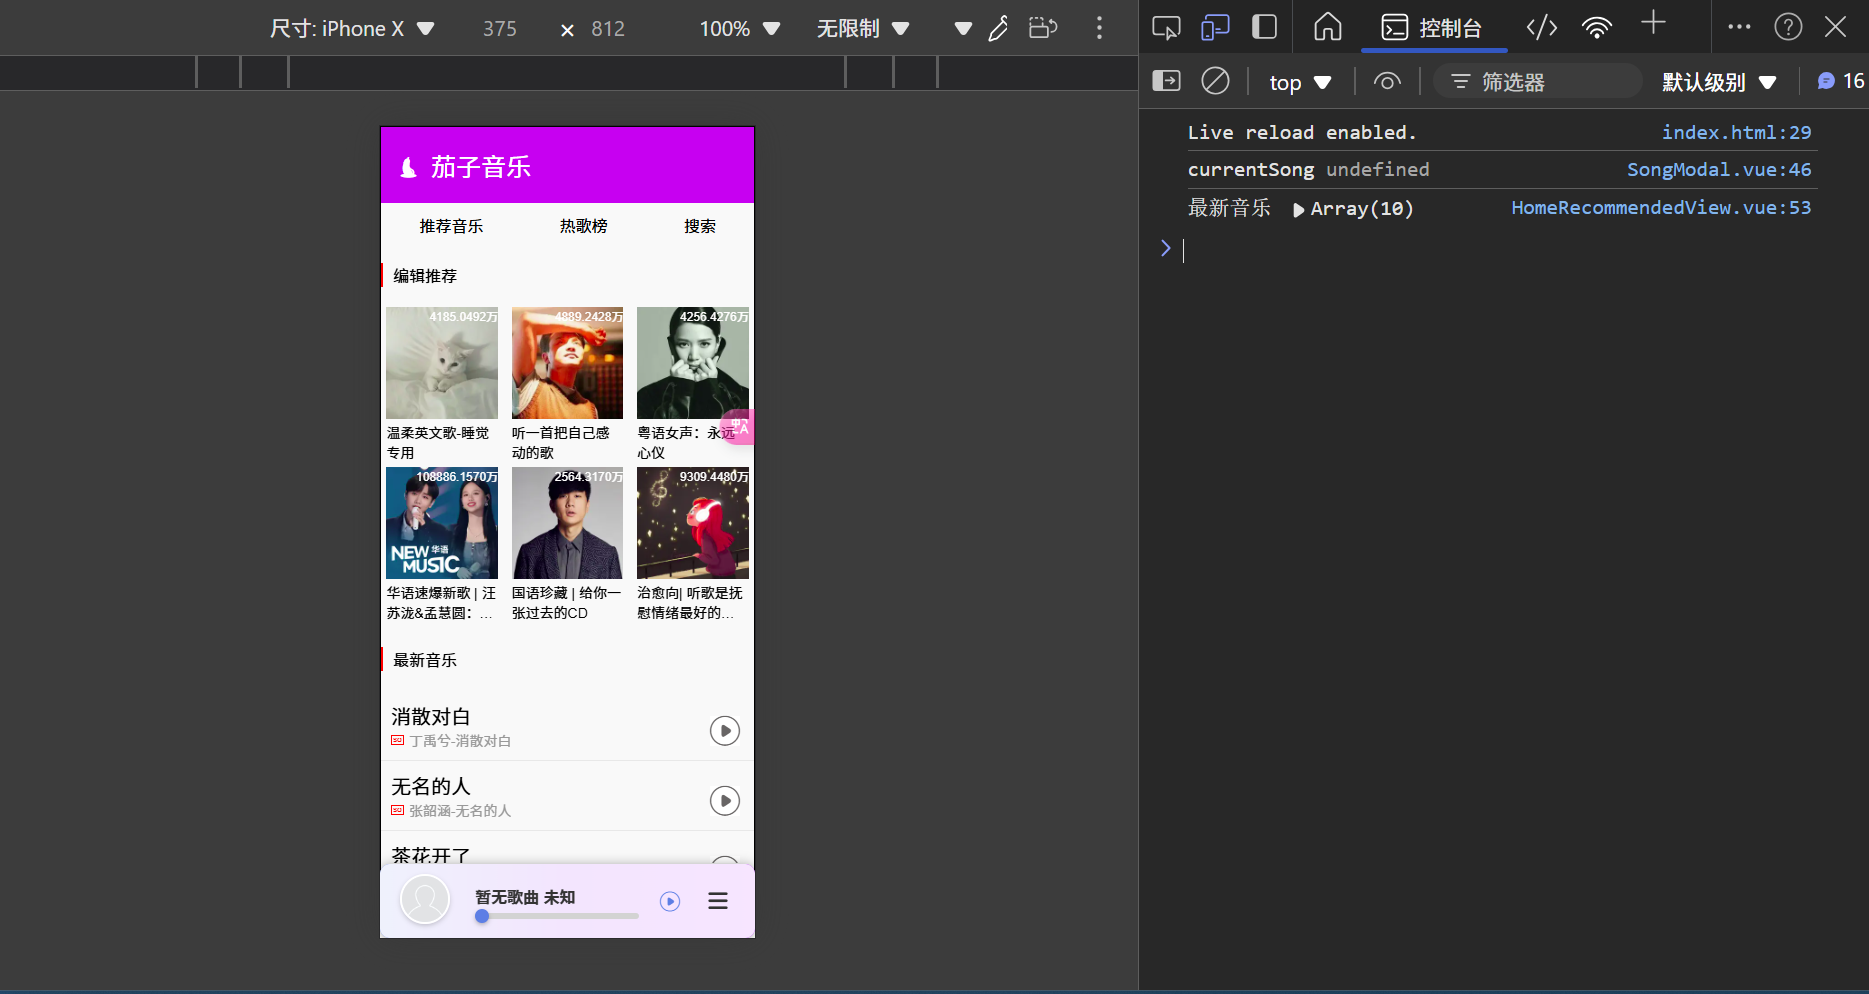 尺寸: iPhone X
375
×
812
100%
无限制
控制台
top
筛选器
默认级别
16
Live reload enabled.
index.html:29
currentSong undefined
SongModal.vue:46
最新音乐 Array(10)
HomeRecommendedView.vue:53
茄子音乐
推荐音乐
热歌榜
搜索
编辑推荐
4185.0492万
4889.2428万
4256.4276万
温柔英文歌-睡觉
专用
听一首把自己感
动的歌
粤语女声：永远
心仪
108886.1570万
NEW 华语
MUSIC
2564.3170万
9309.4480万
华语速爆新歌 | 汪
苏泷&孟慧圆：...
国语珍藏 | 给你一
张过去的CD
治愈向| 听歌是抚
慰情绪最好的...
最新音乐
消散对白
SQ 丁禹兮-消散对白
无名的人
SQ 张韶涵-无名的人
茶花开了
暂无歌曲 未知